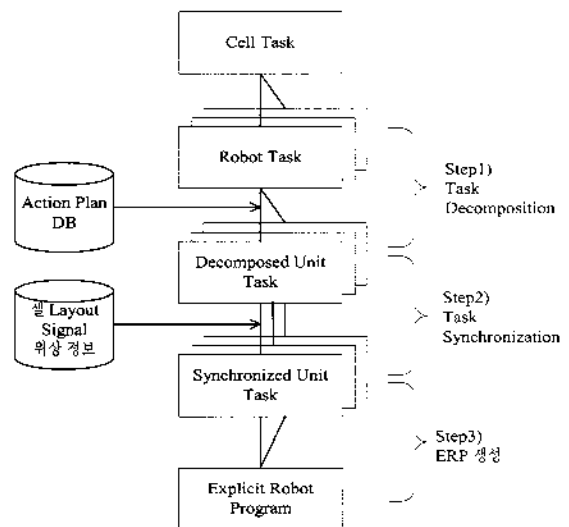 Cell Task
Robot Task
Step1)
Task
Decomposition
Action Plan
DB
Decomposed Unit
Task
셀 Layout
Signal
위상 정보
Step2)
Task
Synchronization
Synchronized Unit
Task
Step3)
ERP 생성
Explicit Robot
Program